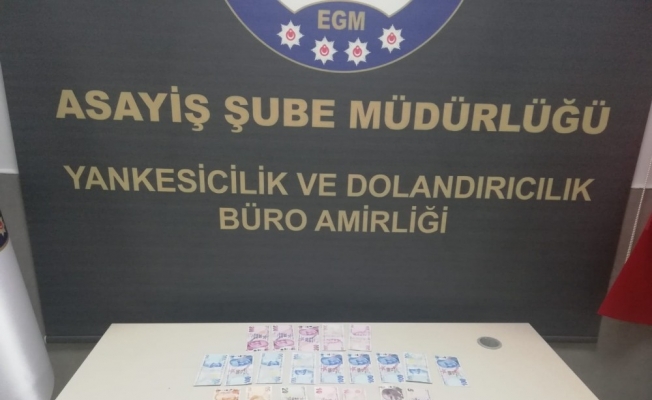 EGM
ASAYİŞ ŞUBE MÜDÜRLÜĞÜ
YANKESİCİLİK VE DOLANDIRICILIK
BÜRO AMİRLİĞİ